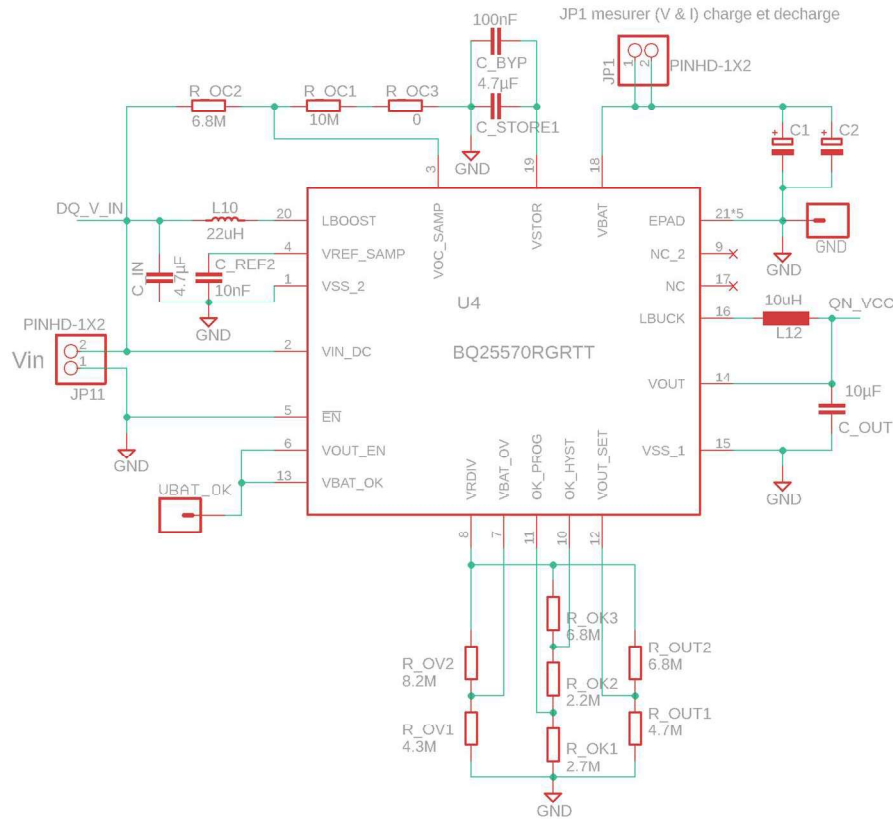 JP1 mesurer (V & I) charge et decharge
100nF
C_BYP
4.7µF
C_STORE1
JP1
1
2
PINHD-1X2
R_OC2
6.8M
R_OC1
10M
R_OC3
0
GND
C1
C2
+
+
3
19
18
DQ_V_IN
L10
22uH
20
LBOOST
VOC_SAMP
VSTOR
VBAT
EPAD
21*5
GND
4
VREF_SAMP
NC_2
9
GND
C_IN
4.7µF
C_REF2
10nF
1
VSS_2
NC
17
GND
U4
LBUCK
16
10uH
L12
QN_VCC
PINHD-1X2
Vin
2
1
JP11
2
VIN_DC
BQ25570RGRTT
VOUT
14
10µF
C_OUT
5
EN
GND
6
VOUT_EN
13
VBAT_OK
VSS_1
15
GND
UBAT_OK
VRDIV
VBAT_OV
OK_PROG
OK_HYST
VOUT_SET
8
7
11
10
12
R_OK3
6.8M
R_OV2
8.2M
R_OK2
2.2M
R_OUT2
6.8M
R_OV1
4.3M
R_OK1
2.7M
R_OUT1
4.7M
GND